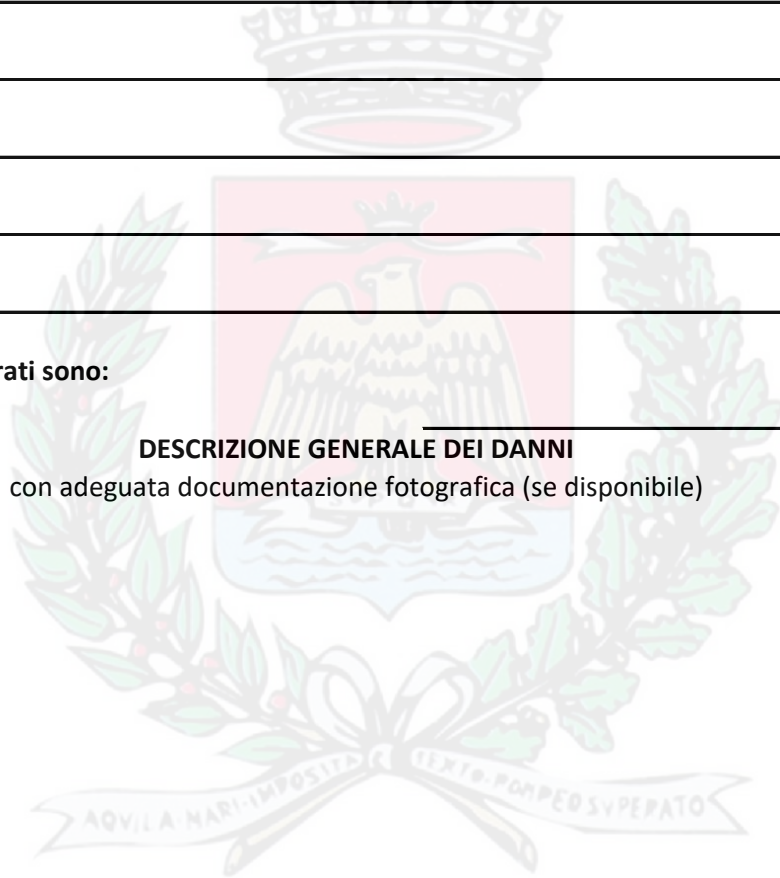 rati sono:
DESCRIZIONE GENERALE DEI DANNI
con adeguata documentazione fotografica (se disponibile)
AQVILA MARI·IMPOSITA
SEXTO·POMPEO SVPERATO